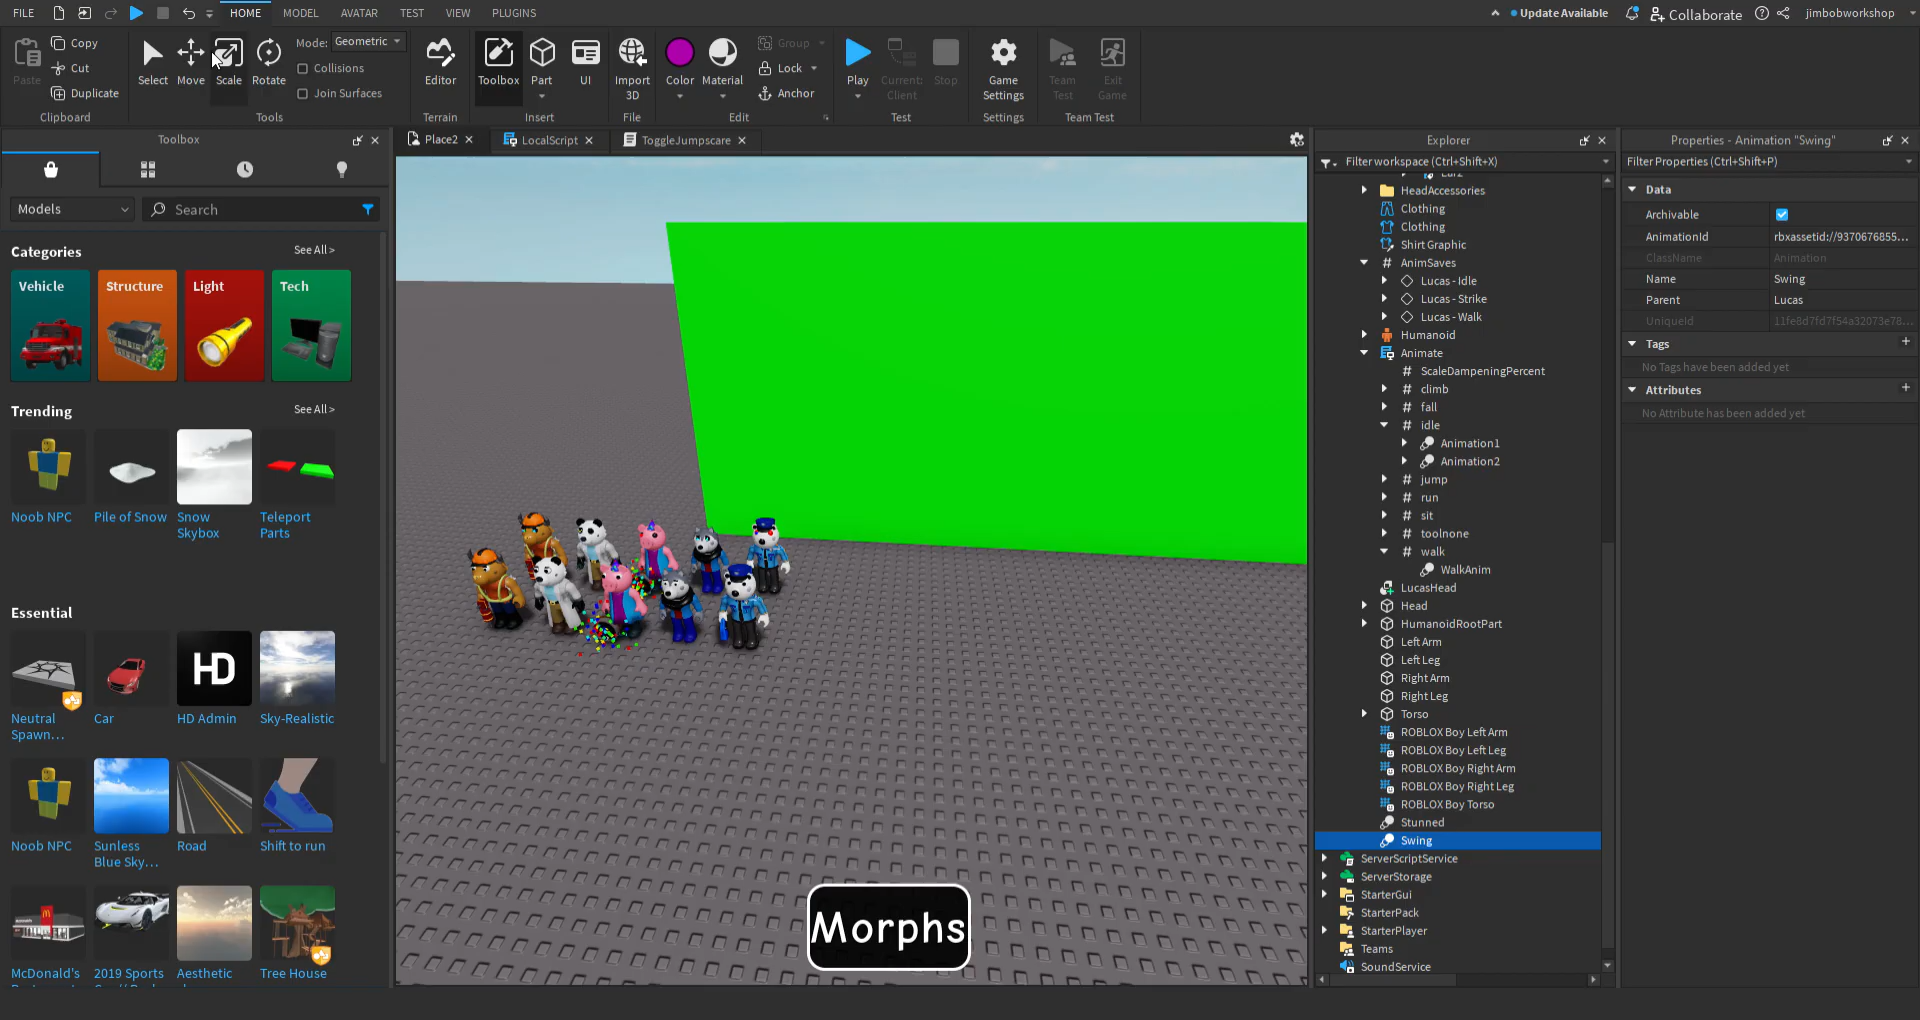 FILE HOME MODEL AVATAR TEST VIEW PLUGINS Update Available Collaborate jimbobworkshop
Paste Copy Cut Duplicate Clipboard
Select Move Scale Rotate Mode: Geometric Collisions Join Surfaces Tools
Editor Terrain
Toolbox Part UI Insert
Import 3D File
Color Material Group Lock Anchor Edit
Play Current: Client Stop Test
Game Settings Settings
Team Test Exit Game Team Test
Toolbox
Models Search
Categories See All >
Vehicle Structure Light Tech
Trending See All >
Noob NPC Pile of Snow Snow Skybox Teleport Parts
Essential
HD
Neutral Spawn... Car HD Admin Sky-Realistic
Noob NPC Sunless Blue Sky... Road Shift to run
McDonald's 2019 Sports Aesthetic Tree House
Place2 LocalScript ToggleJumpscare
Morphs
Explorer
Filter workspace (Ctrl+Shift+X)
HeadAccessories
Clothing
Clothing
Shirt Graphic
AnimSaves
Lucas - Idle
Lucas - Strike
Lucas - Walk
Humanoid
Animate
ScaleDampeningPercent
climb
fall
idle
Animation1
Animation2
jump
run
sit
toolnone
walk
WalkAnim
LucasHead
Head
HumanoidRootPart
Left Arm
Left Leg
Right Arm
Right Leg
Torso
ROBLOX Boy Left Arm
ROBLOX Boy Left Leg
ROBLOX Boy Right Arm
ROBLOX Boy Right Leg
ROBLOX Boy Torso
Stunned
Swing
ServerScriptService
ServerStorage
StarterGui
StarterPack
StarterPlayer
Teams
SoundService
Properties - Animation "Swing"
Filter Properties (Ctrl+Shift+P)
Data
Archivable
AnimationId rbxassetid://9370676855...
ClassName Animation
Name Swing
Parent Lucas
UniqueId 11fe8d7fd7f54a32073e78...
Tags
No Tags have been added yet
Attributes
No Attribute has been added yet